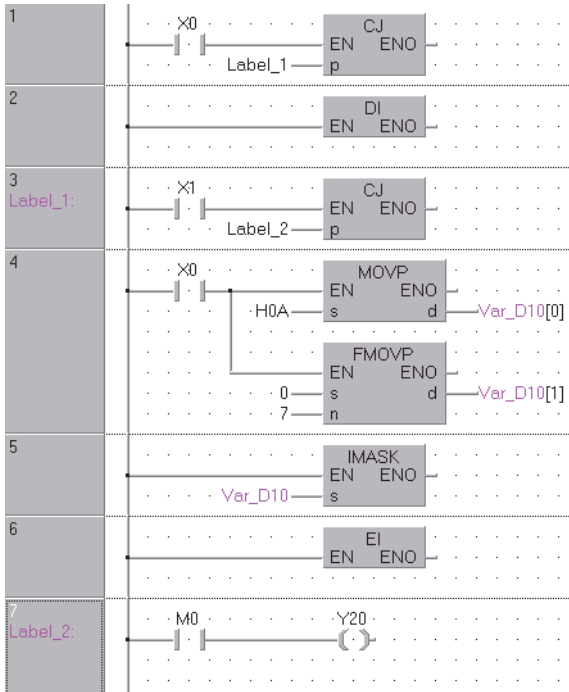 1
X0
CJ
EN ENO
Label_1
p
2
DI
EN ENO
3
Label_1:
X1
CJ
EN ENO
Label_2
p
4
X0
MOVP
EN ENO
H0A
s d
Var_D10[0]
FMOVP
EN ENO
0
s d
Var_D10[1]
7
n
5
IMASK
EN ENO
Var_D10
s
6
EI
EN ENO
7
Label_2:
M0
Y20